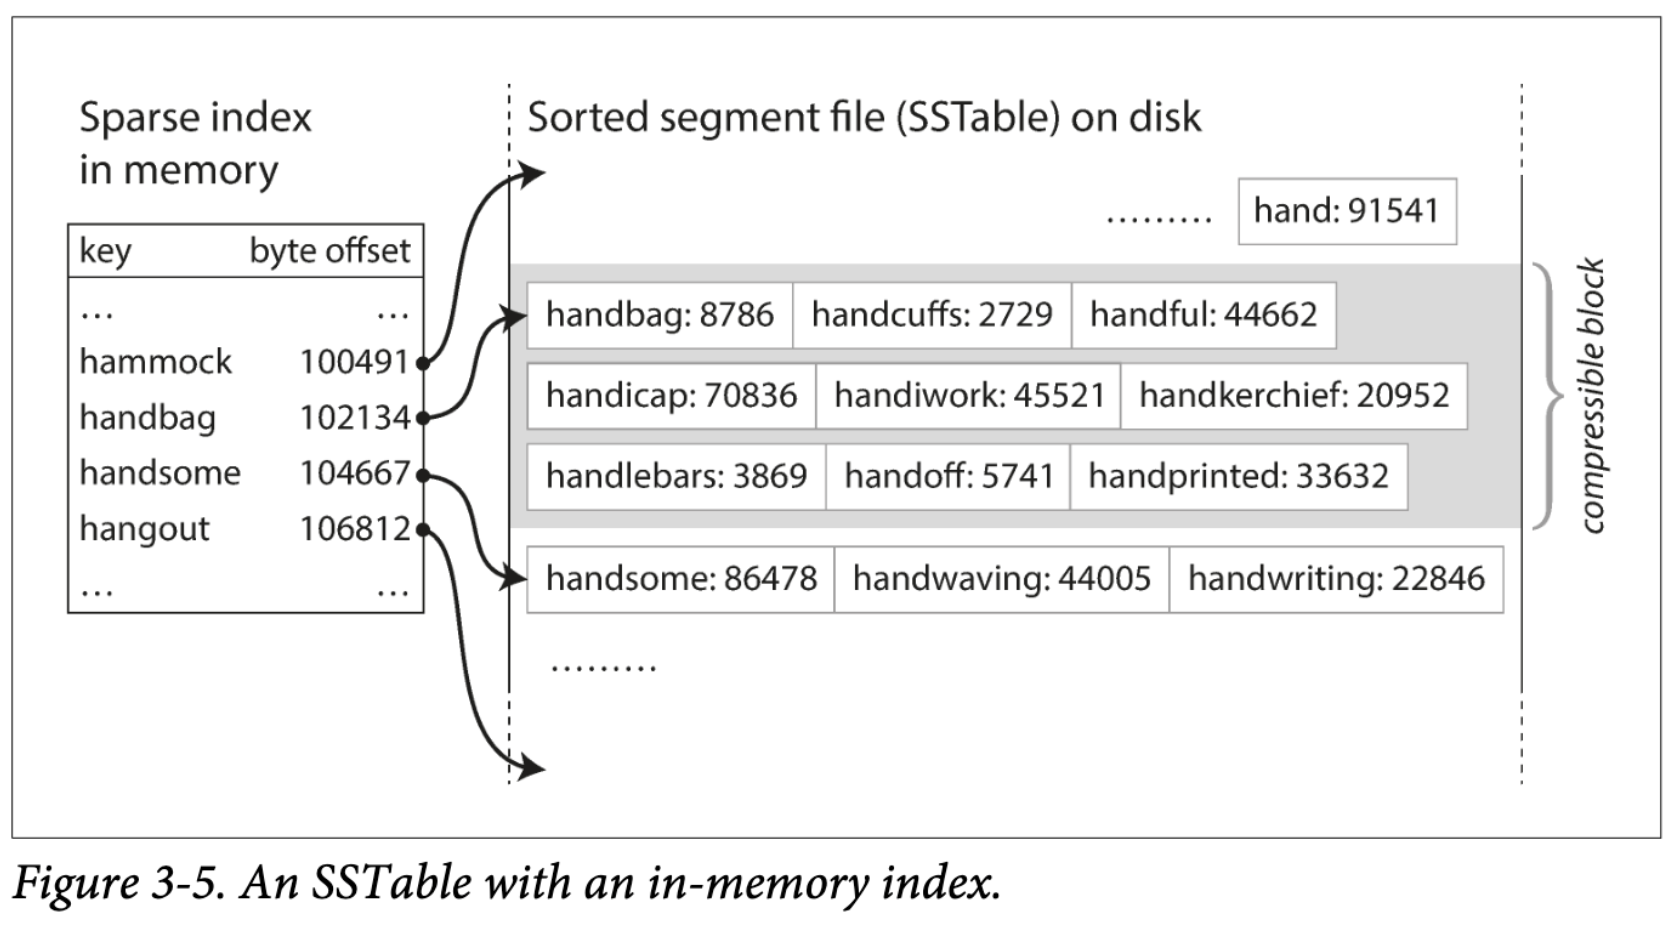 Sparse index
in memory
key byte offset
... ...
hammock 100491
handbag 102134
handsome 104667
hangout 106812
... ...
Sorted segment file (SSTable) on disk
......... hand: 91541
handbag: 8786 handcuffs: 2729 handful: 44662
handicap: 70836 handiwork: 45521 handkerchief: 20952
handlebars: 3869 handoff: 5741 handprinted: 33632
handsome: 86478 handwaving: 44005 handwriting: 22846
.........
compressible block
Figure 3-5. An SSTable with an in-memory index.